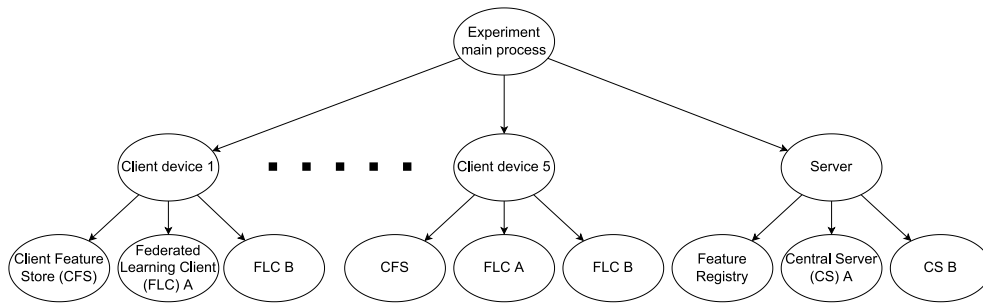 Experiment
main process
Client device 1
Client device 5
Server
Client Feature
Store (CFS)
Federated
Learning Client
(FLC) A
FLC B
CFS
FLC A
FLC B
Feature
Registry
Central Server
(CS) A
CS B